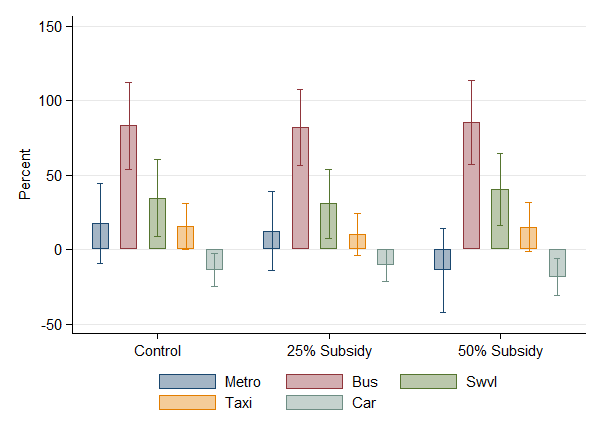 150
100
Percent
50
0
-50
Control 25% Subsidy 50% Subsidy
Metro Bus Swvl
Taxi Car